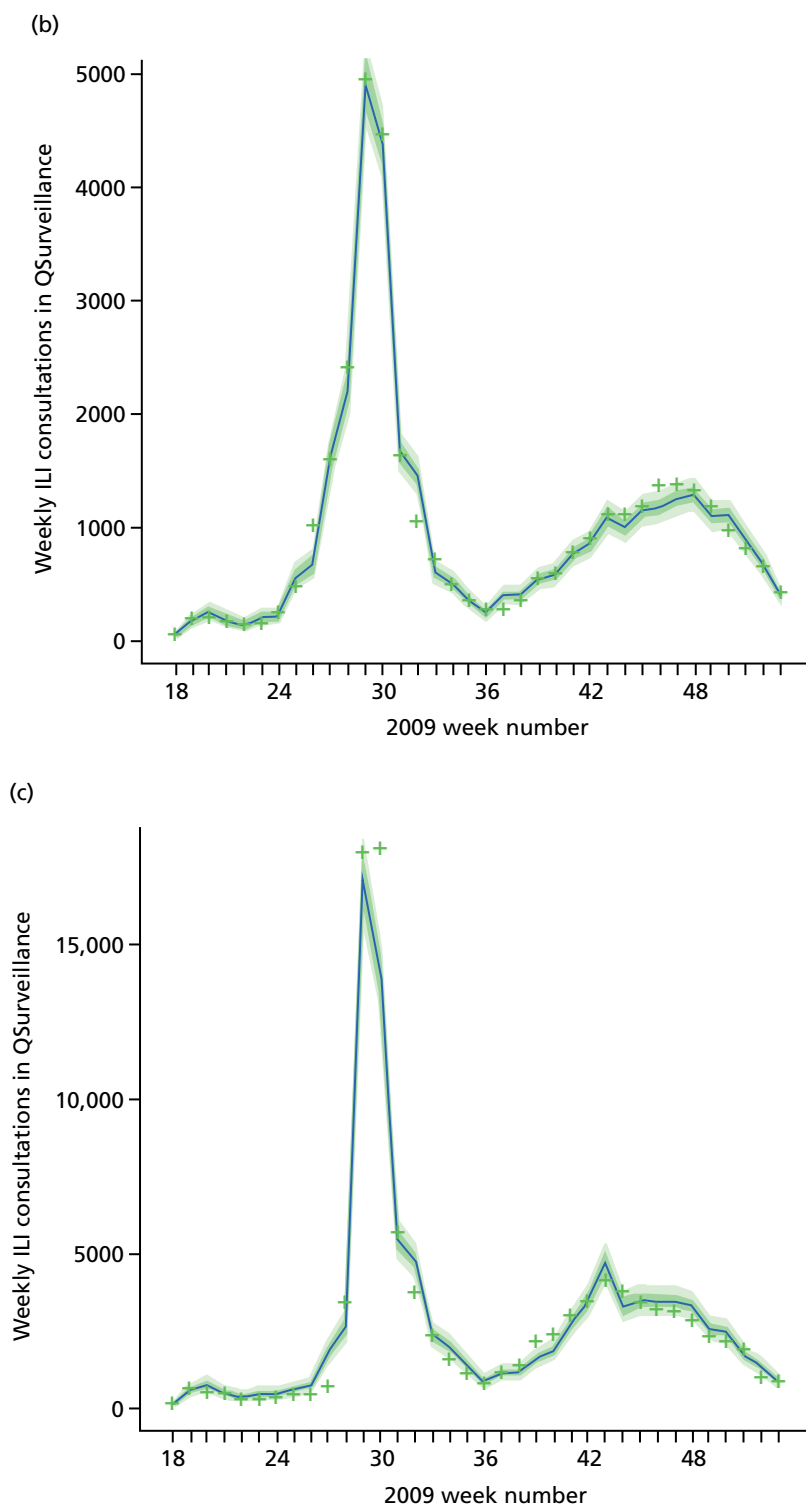 (b)
5000
4000
3000
2000
1000
0
Weekly ILI consultations in QSurveillance
18 24 30 36 42 48
2009 week number
(c)
15,000
10,000
5000
0
Weekly ILI consultations in QSurveillance
18 24 30 36 42 48
2009 week number